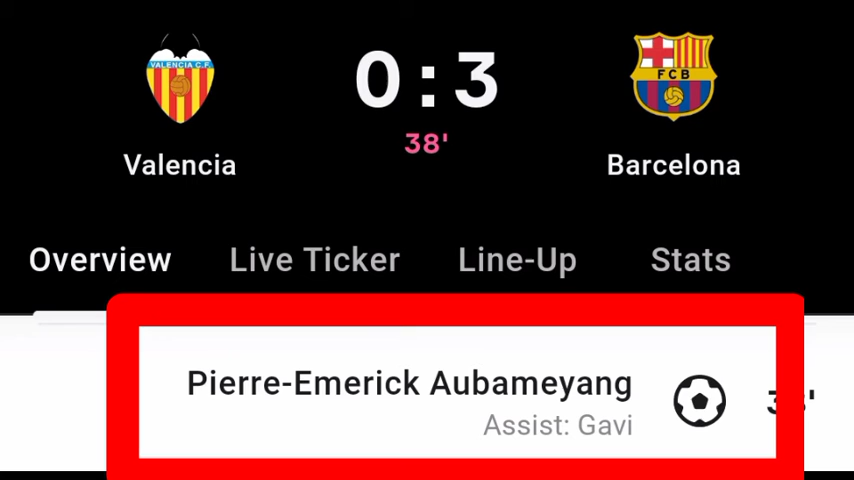 VALENCIA C.F.
FCB
0:3
38'
Valencia
Barcelona
Overview
Live Ticker
Line-Up
Stats
Pierre-Emerick Aubameyang
Assist: Gavi